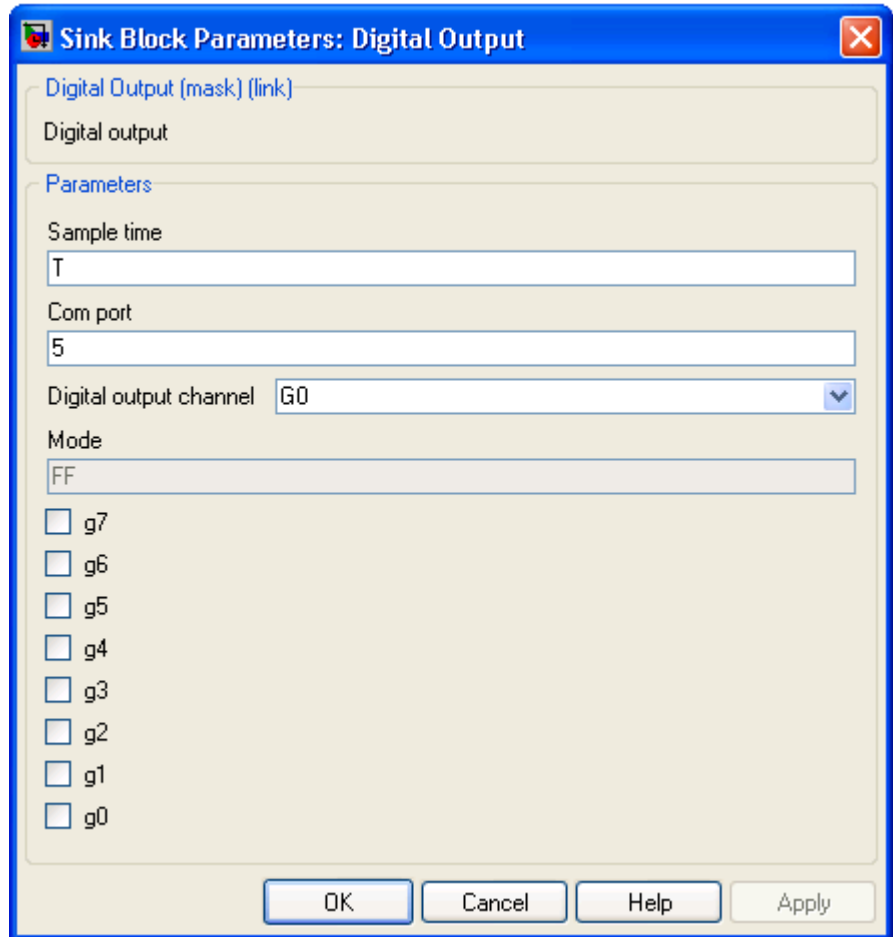 Sink Block Parameters: Digital Output
Digital Output (mask) (link)
Digital output
Parameters
Sample time
T
Com port
5
Digital output channel G0
Mode
FF
g7
g6
g5
g4
g3
g2
g1
g0
OK Cancel Help Apply